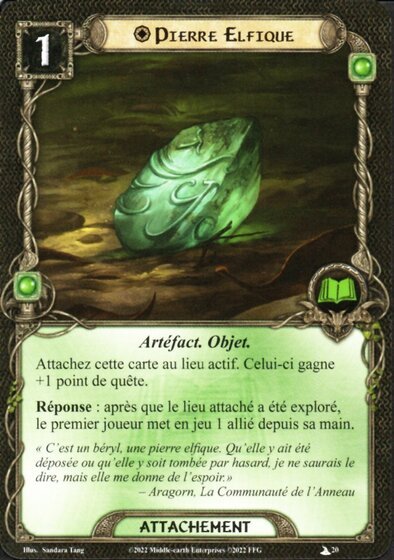 1
Pierre Elfique
Artéfact. Objet.
Attachez cette carte au lieu actif. Celui-ci gagne
+1 point de quête.
Réponse : après que le lieu attaché a été exploré,
le premier joueur met en jeu 1 allié depuis sa main.
« C'est un béryl, une pierre elfique. Qu'elle y ait été
déposée ou qu'elle y soit tombée par hasard, je ne saurais le
dire, mais elle me donne de l'espoir.»
– Aragorn, La Communauté de l'Anneau
ATTACHEMENT
Illus. Sandara Tang ©2022 Middle-earth Enterprises ©2022 FFG 20